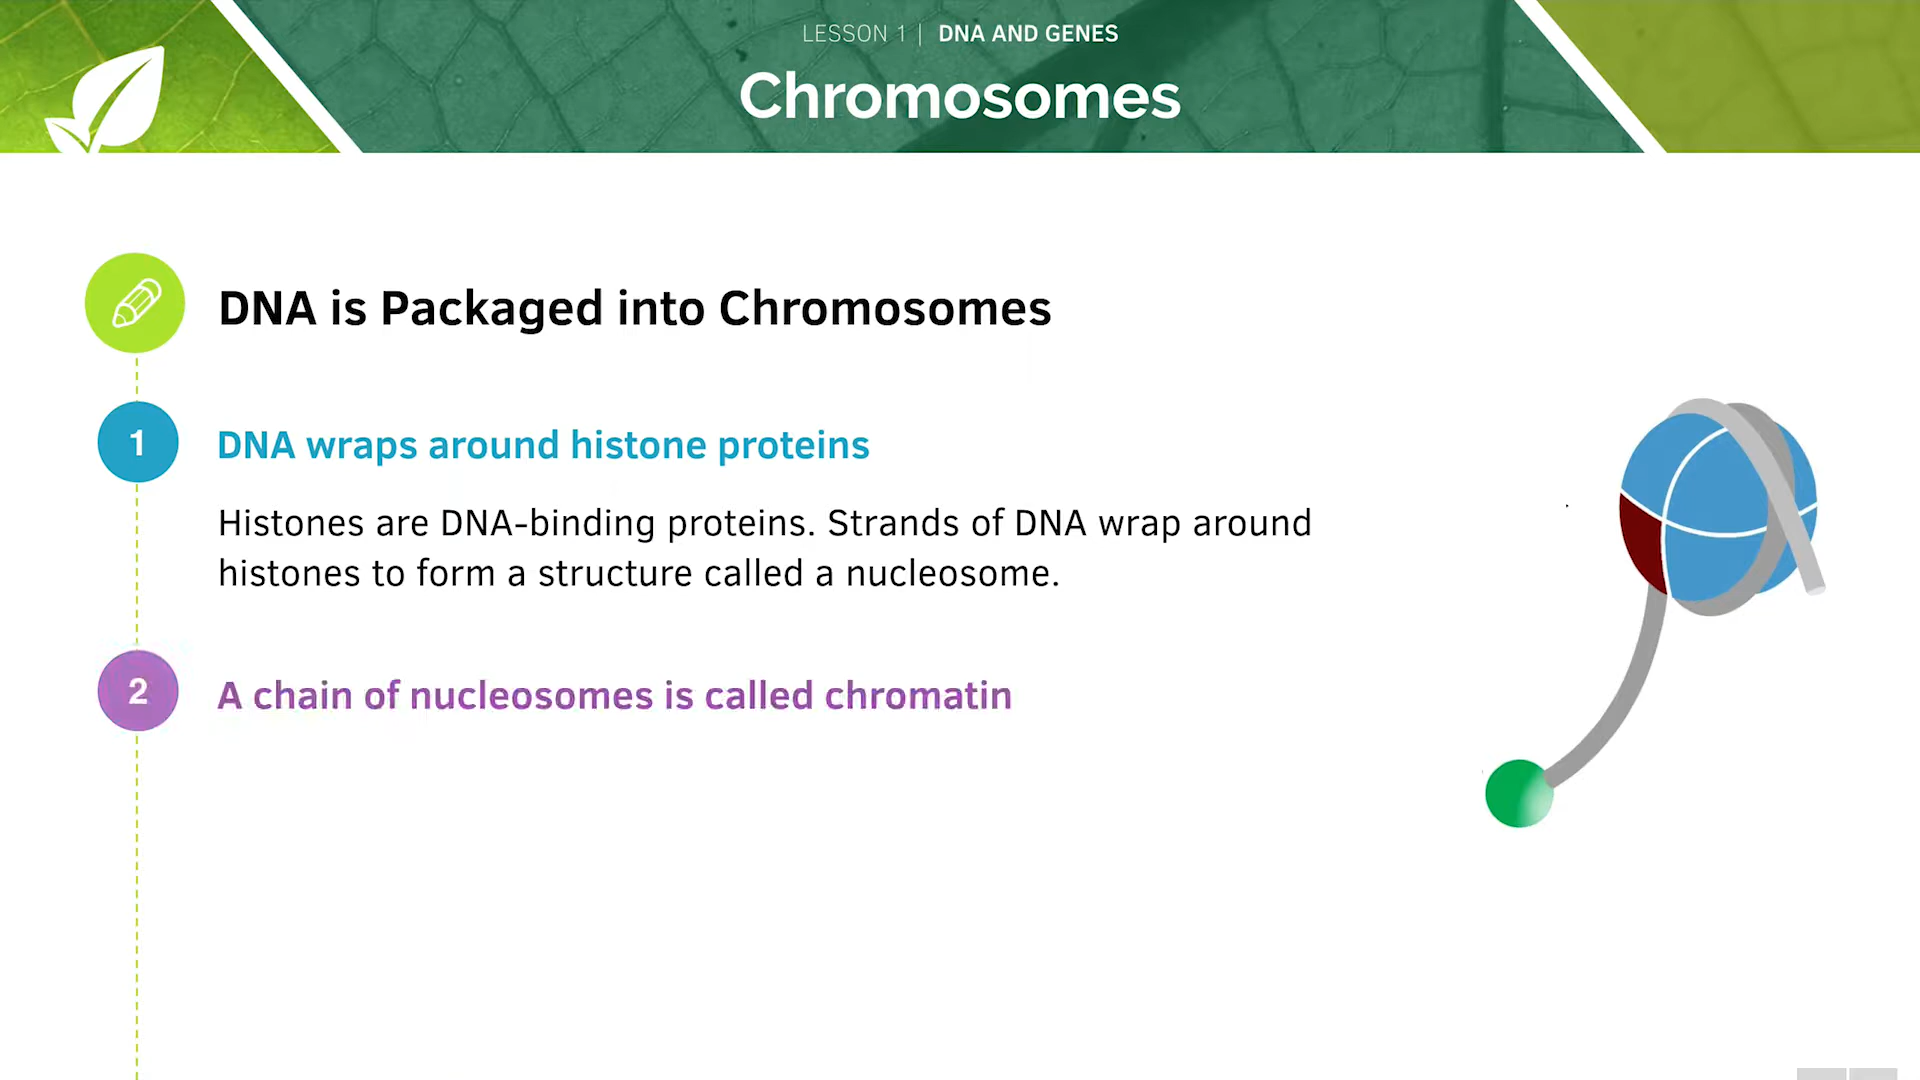 LESSON 1 | DNA AND GENES
Chromosomes
DNA is Packaged into Chromosomes
1
DNA wraps around histone proteins
Histones are DNA-binding proteins. Strands of DNA wrap around
histones to form a structure called a nucleosome.
2
A chain of nucleosomes is called chromatin